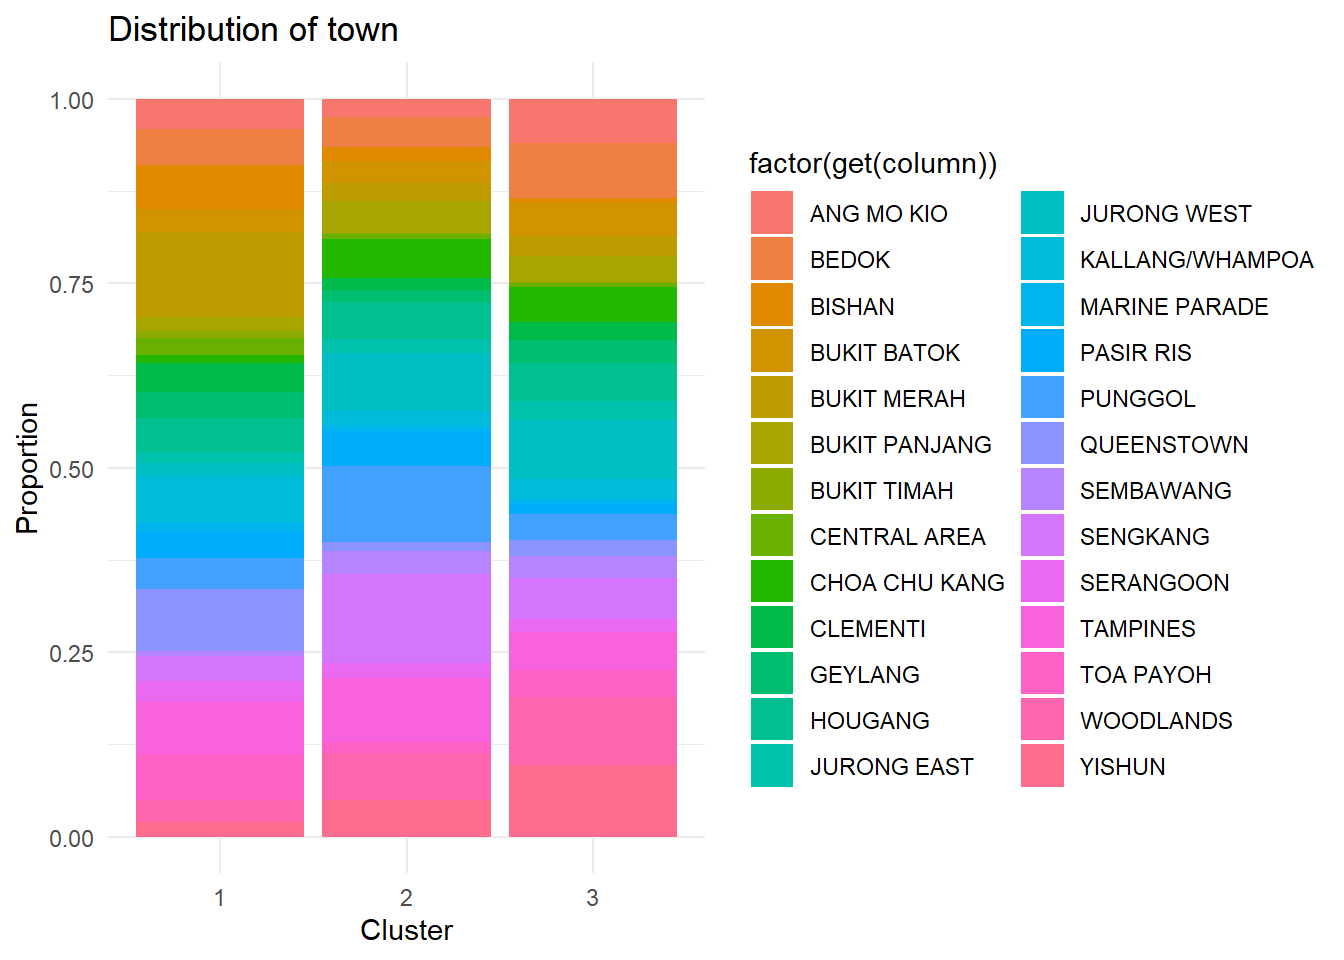 Distribution of town
1.00
0.75
0.50
0.25
0.00
Proportion
1
2
3
Cluster
factor(get(column))
ANG MO KIO
BEDOK
BISHAN
BUKIT BATOK
BUKIT MERAH
BUKIT PANJANG
BUKIT TIMAH
CENTRAL AREA
CHOA CHU KANG
CLEMENTI
GEYLANG
HOUGANG
JURONG EAST
JURONG WEST
KALLANG/WHAMPOA
MARINE PARADE
PASIR RIS
PUNGGOL
QUEENSTOWN
SEMBAWANG
SENGKANG
SERANGOON
TAMPINES
TOA PAYOH
WOODLANDS
YISHUN